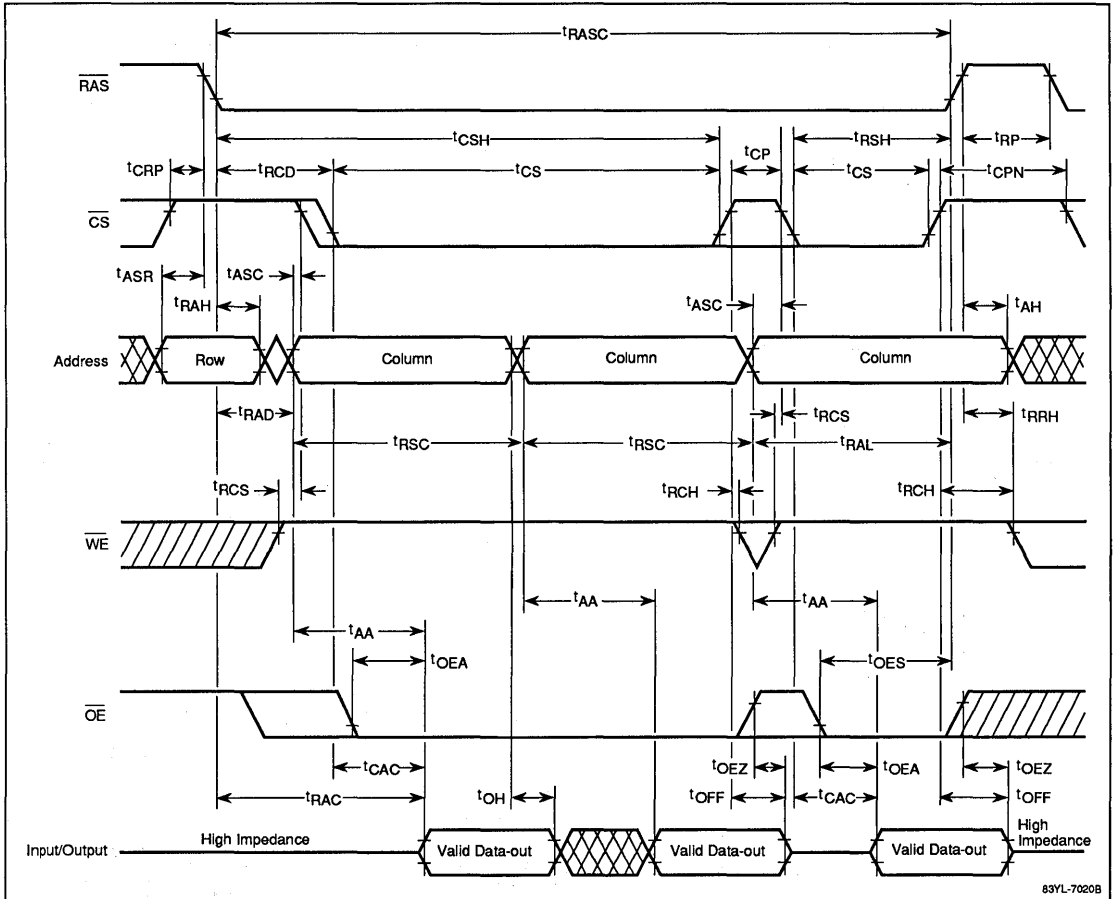 tRASC
RAS
tCSH
tCP
tRSH
tRP
tCRP
tRCD
tCS
tCS
tCPN
CS
tASR
tASC
tRAH
tASC
tAH
Address
Row
Column
Column
Column
tRAD
tRCS
tRRH
tRSC
tRSC
tRAL
tRCS
tRCH
tRCH
WE
tAA
tAA
tAA
tOEA
tOES
OE
tCAC
tOEZ
tOEA
tOEZ
tRAC
tOH
tOFF
tCAC
tOFF
High Impedance
High
Impedance
Input/Output
Valid Data-out
Valid Data-out
Valid Data-out
83YL-7020B